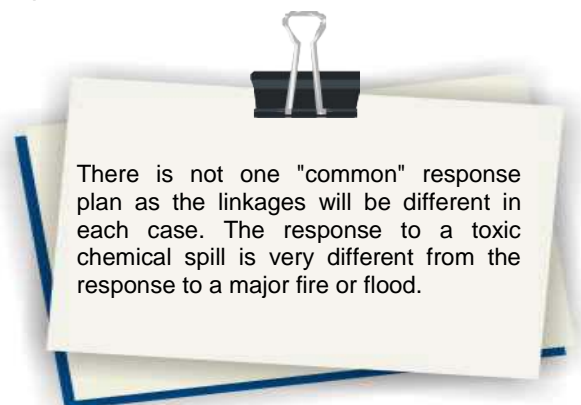 There is not one "common" response
plan as the linkages will be different in
each case. The response to a toxic
chemical spill is very different from the
response to a major fire or flood.